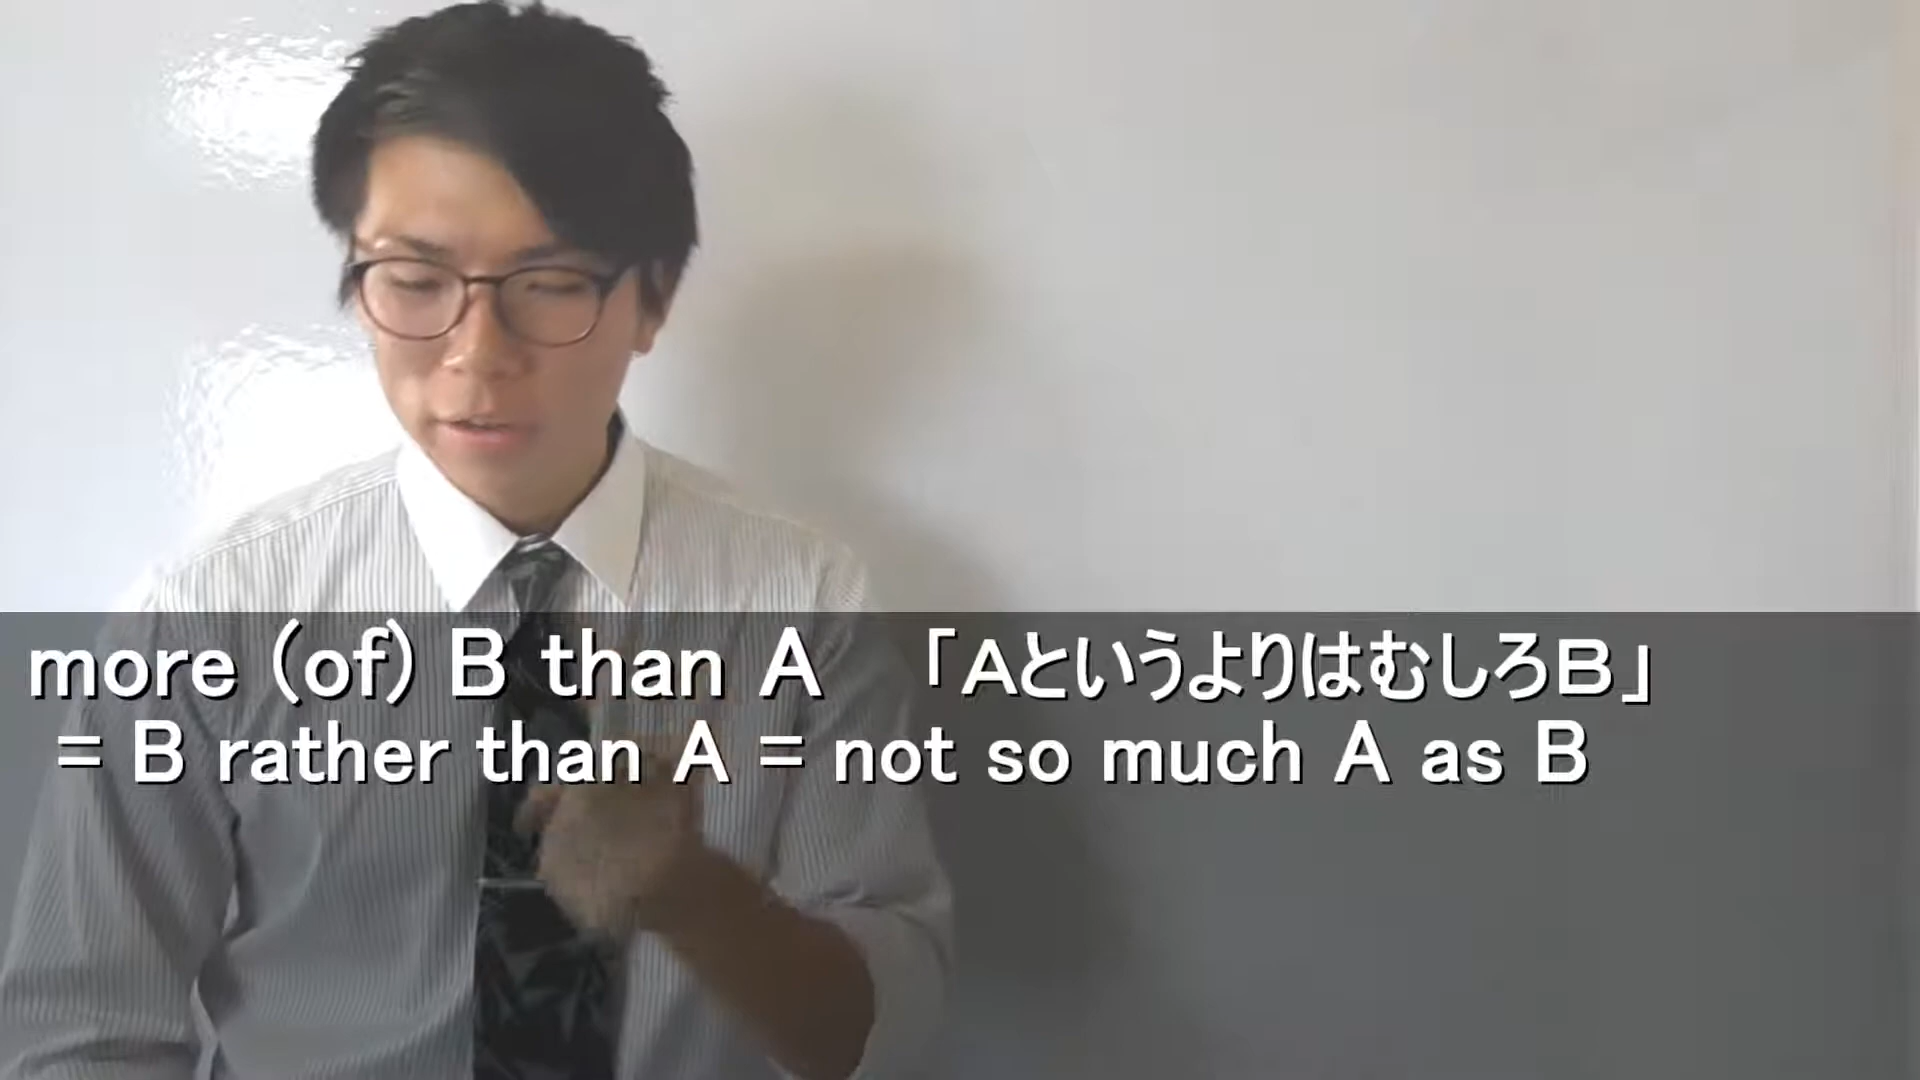 more (of) B than A 「AというよりはむしろB」
= B rather than A = not so much A as B